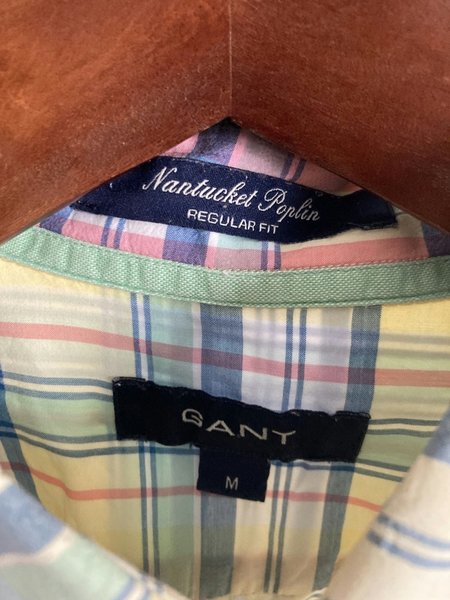 Nantucket Poplin
REGULAR FIT
GANT
M